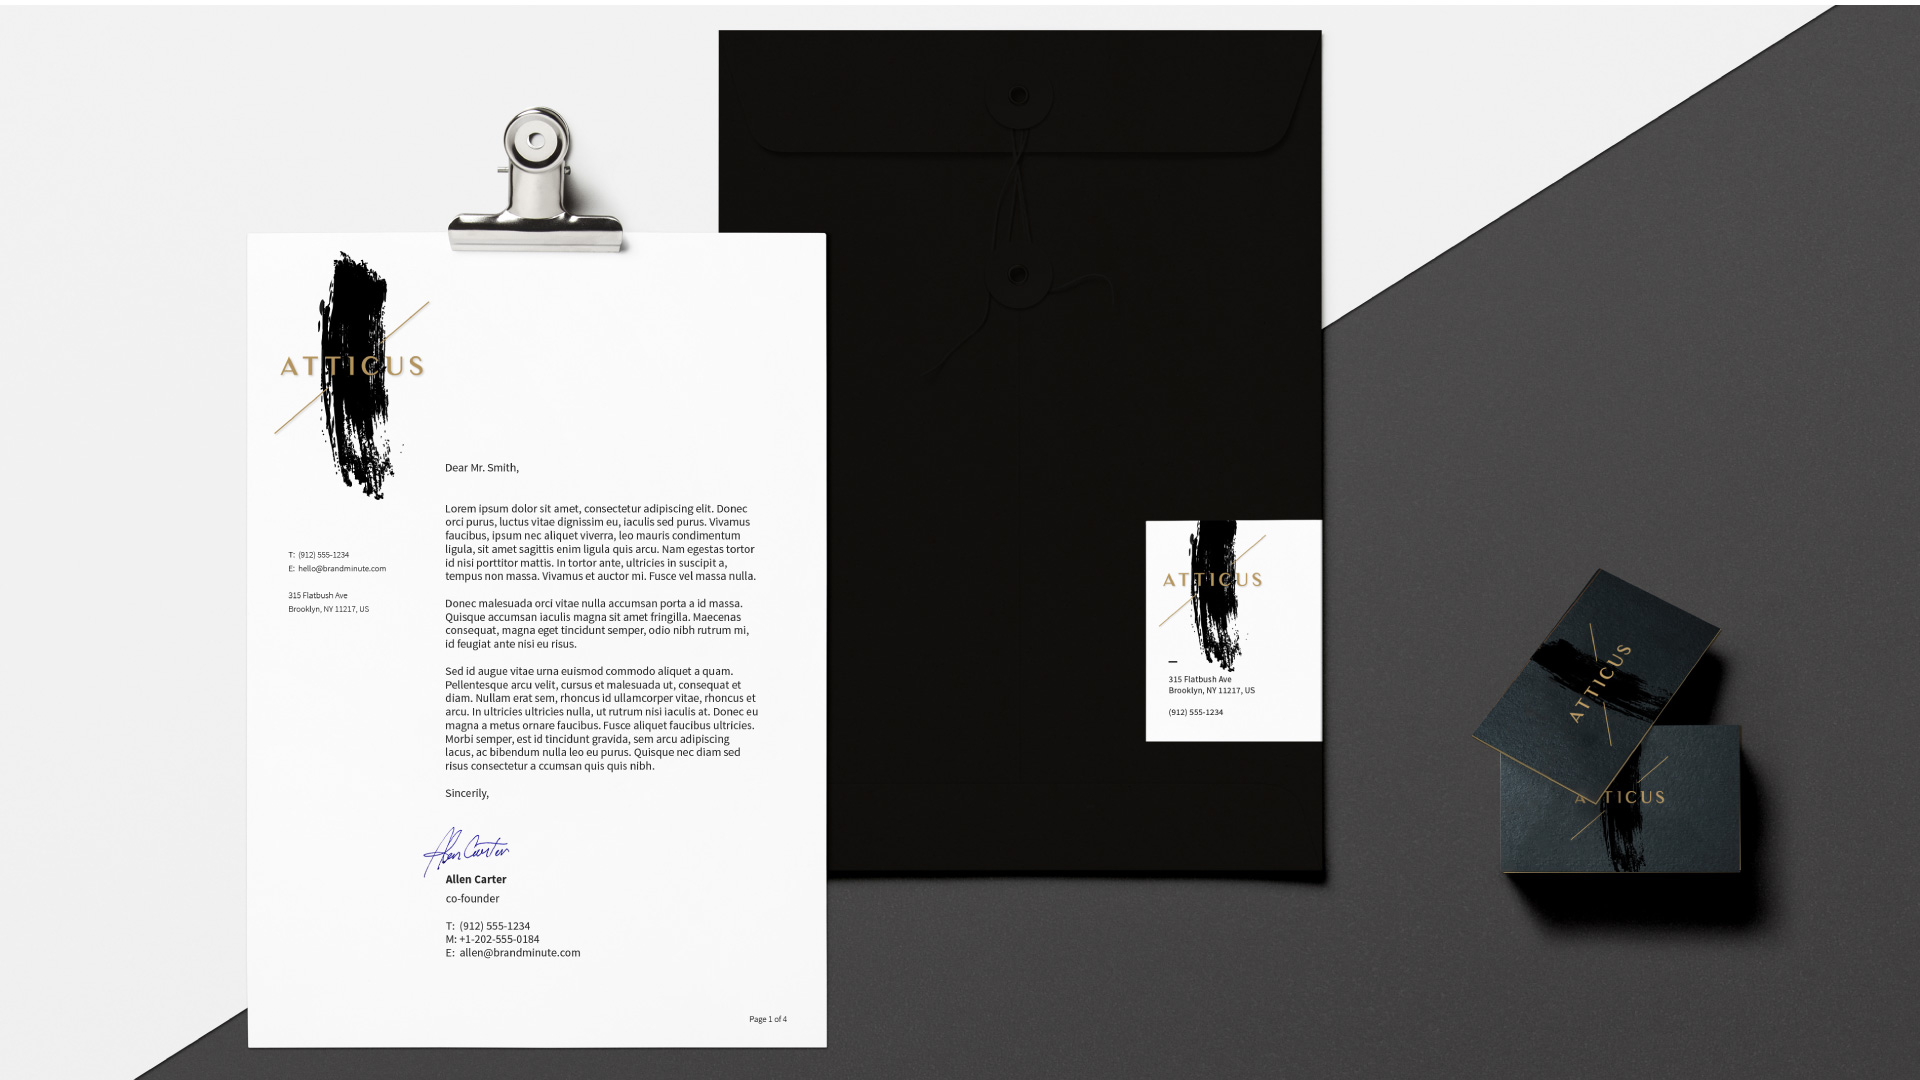 ATTICUS
Dear Mr. Smith,
Lorem ipsum dolor sit amet, consectetur adipiscing elit. Donec
orci purus, luctus vitae dignissim eu, iaculis sed purus. Vivamus
faucibus, ipsum nec aliquet viverra, leo mauris condimentum
ligula, sit amet sagittis enim ligula quis arcu. Nam egestas tortor
id nisi porttitor mattis. In tortor ante, ultricies in suscipit a,
tempus non massa. Vivamus et auctor mi. Fusce vel massa nulla.
Donec malesuada orci vitae nulla accumsan porta a id massa.
Quisque accumsan iaculis magna sit amet fringilla. Maecenas
consequat, magna eget tincidunt semper, odio nibh rutrum mi,
id feugiat ante nisi eu risus.
Sed id augue vitae urna euismod commodo aliquet a quam.
Pellentesque arcu velit, cursus et malesuada ut, consequat et
diam. Nullam erat sem, rhoncus id ullamcorper vitae, rhoncus et
arcu. In ultricies ultricies nulla, ut rutrum nisi iaculis at. Donec eu
magna a metus ornare faucibus. Fusce aliquet faucibus ultricies.
Morbi semper, est id tincidunt gravida, sem arcu adipiscing
lacus, ac bibendum nulla leo eu purus. Quisque nec diam sed
risus consectetur a ccumsan quis quis nibh.
Sincerily,
Allen Carter
Allen Carter
co-founder
T: (912) 555-1234
M: +1-202-555-0184
E: allen@brandminute.com
Page 1 of 4
T: (912) 555-1234
E: hello@brandminute.com
315 Flatbush Ave
Brooklyn, NY 11217, US
ATTICUS
315 Flatbush Ave
Brooklyn, NY 11217, US
(912) 555-1234
ATTICUS
ATTICUS